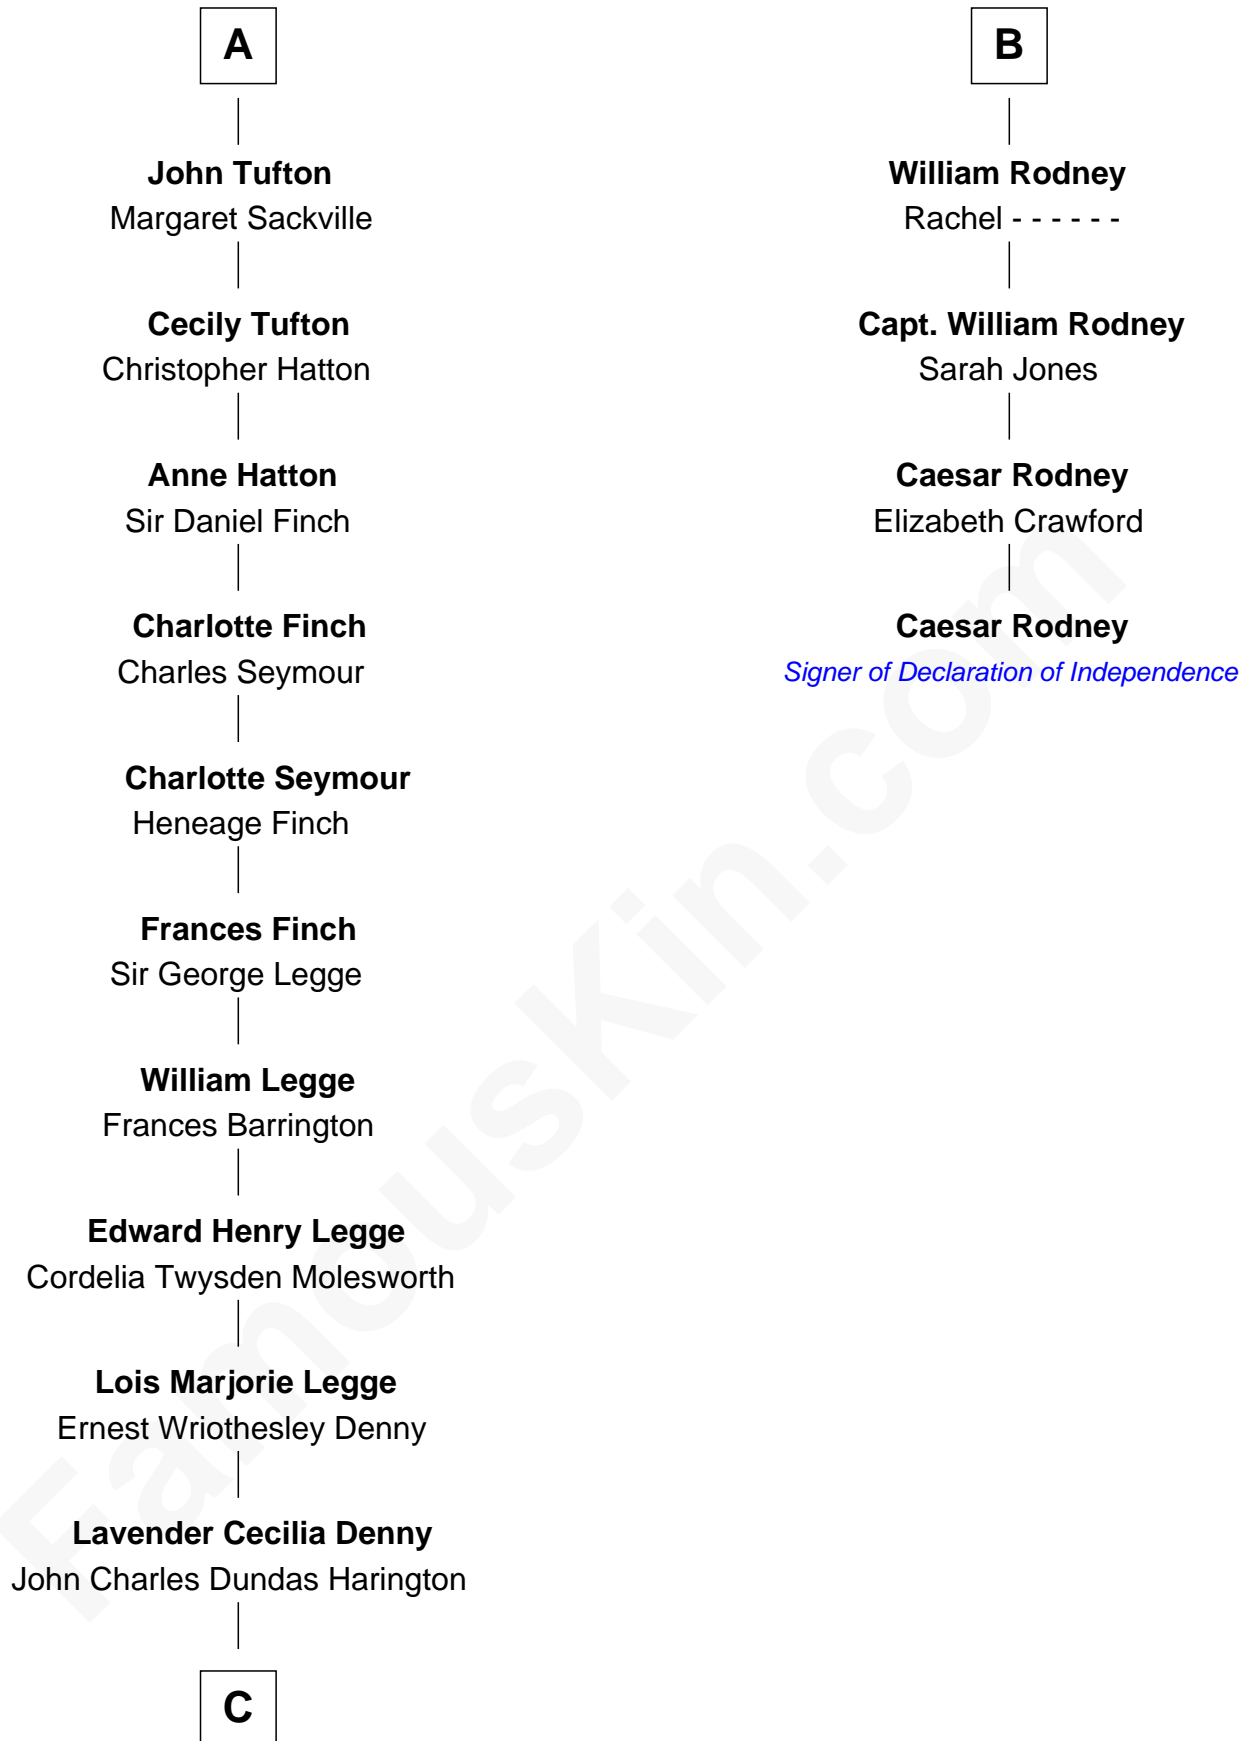 A
John Tufton
Margaret Sackville
Cecily Tufton
Christopher Hatton
Anne Hatton
Sir Daniel Finch
Charlotte Finch
Charles Seymour
Charlotte Seymour
Heneage Finch
Frances Finch
Sir George Legge
William Legge
Frances Barrington
Edward Henry Legge
Cordelia Twysden Molesworth
Lois Marjorie Legge
Ernest Wriothesley Denny
Lavender Cecilia Denny
John Charles Dundas Harington
C
B
William Rodney
Rachel - - - - - -
Capt. William Rodney
Sarah Jones
Caesar Rodney
Elizabeth Crawford
Caesar Rodney
Signer of Declaration of Independence
FamousKin.com